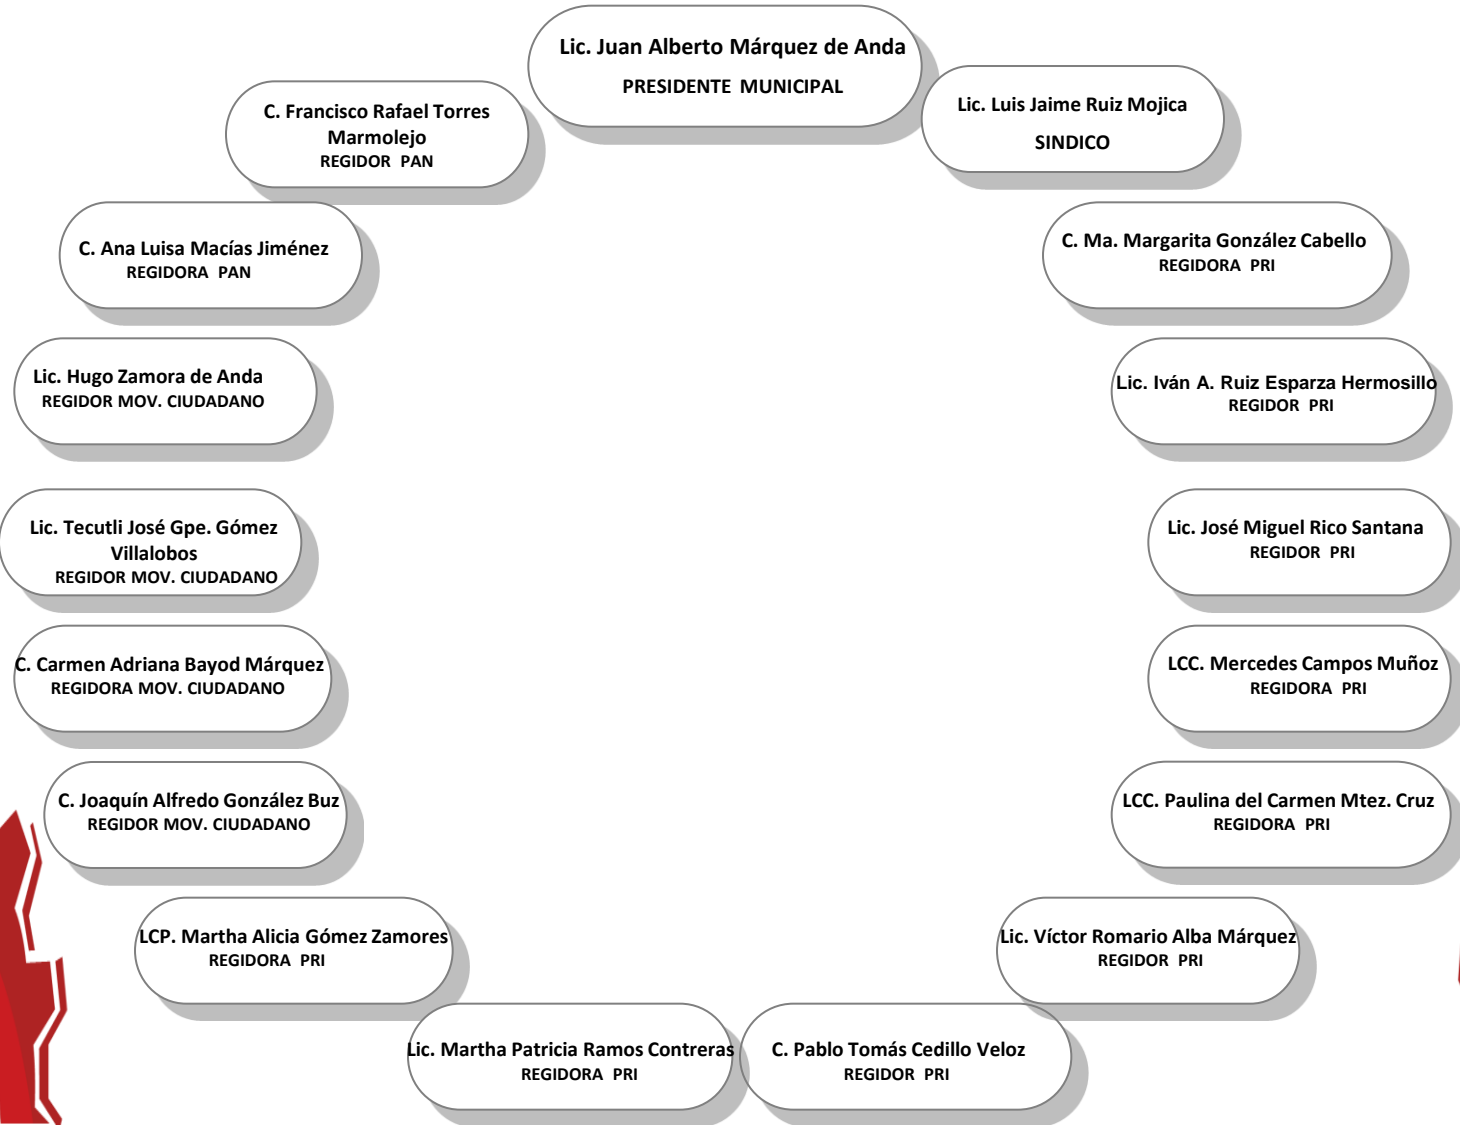 Lic. Juan Alberto Márquez de Anda
PRESIDENTE MUNICIPAL
Lic. Luis Jaime Ruiz Mojica
SINDICO
C. Francisco Rafael Torres
Marmolejo
REGIDOR PAN
C. Ana Luisa Macías Jiménez
REGIDORA PAN
C. Ma. Margarita González Cabello
REGIDORA PRI
Lic. Hugo Zamora de Anda
REGIDOR MOV. CIUDADANO
Lic. Iván A. Ruiz Esparza Hermosillo
REGIDOR PRI
Lic. Tecutli José Gpe. Gómez
Villalobos
REGIDOR MOV. CIUDADANO
Lic. José Miguel Rico Santana
REGIDOR PRI
C. Carmen Adriana Bayod Márquez
REGIDORA MOV. CIUDADANO
LCC. Mercedes Campos Muñoz
REGIDORA PRI
C. Joaquín Alfredo González Buz
REGIDOR MOV. CIUDADANO
LCC. Paulina del Carmen Mtez. Cruz
REGIDORA PRI
LCP. Martha Alicia Gómez Zamores
REGIDORA PRI
Lic. Víctor Romario Alba Márquez
REGIDOR PRI
Lic. Martha Patricia Ramos Contreras
REGIDORA PRI
C. Pablo Tomás Cedillo Veloz
REGIDOR PRI